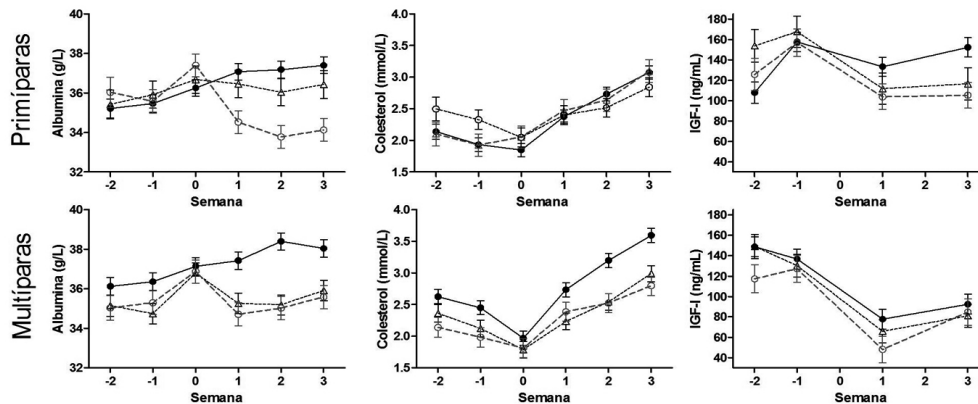 Primíparas
Albumina (g/L)
40
38
36
34
32
-2 -1 0 1 2 3
Semana
Colesterol (mmol/L)
4.0
3.5
3.0
2.5
2.0
1.5
-2 -1 0 1 2 3
Semana
IGF-I (ng/mL)
180
160
140
120
100
80
60
40
-2 -1 0 1 2 3
Semana
Multíparas
Albumina (g/L)
40
38
36
34
32
-2 -1 0 1 2 3
Semana
Colesterol (mmol/L)
4.0
3.5
3.0
2.5
2.0
1.5
1.0
-2 -1 0 1 2 3
Semana
IGF-I (ng/mL)
180
160
140
120
100
80
60
40
-2 -1 0 1 2 3
Semana